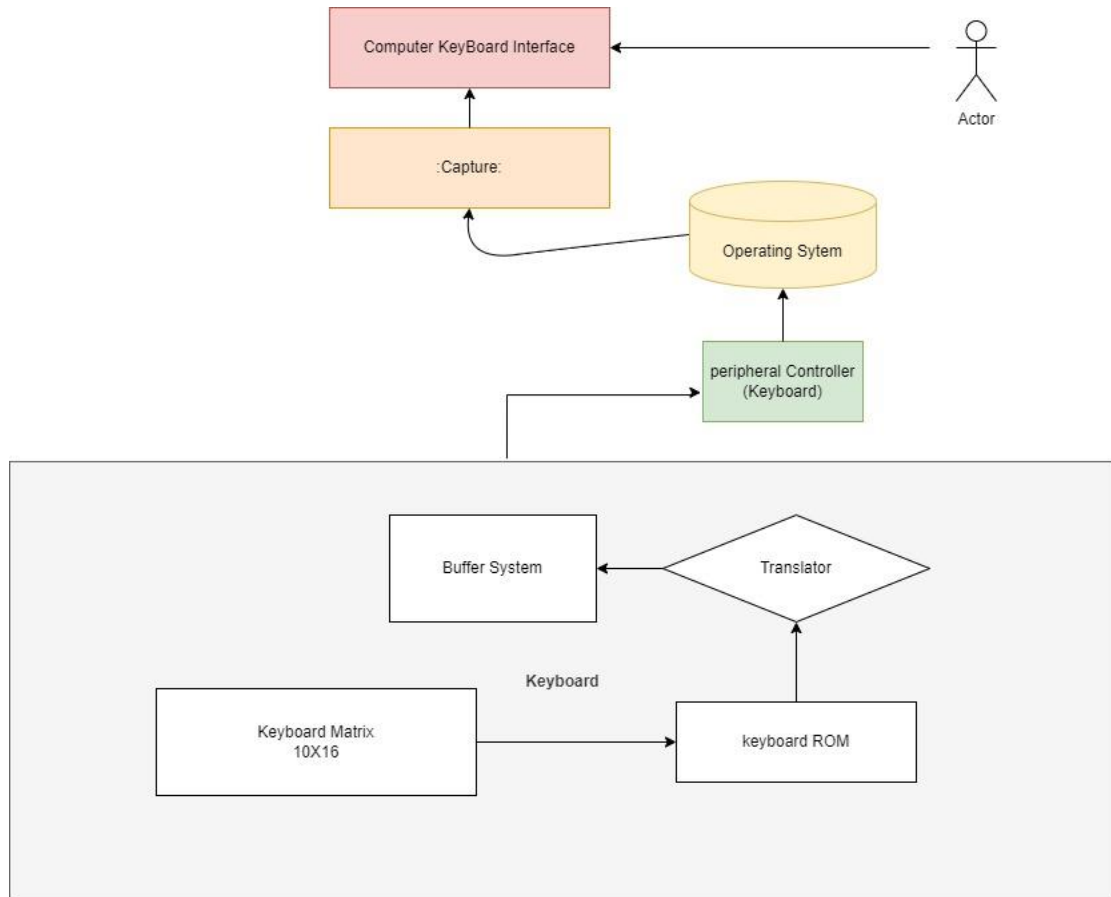 Computer KeyBoard Interface
Actor
:Capture:
Operating Sytem
peripheral Controller
(Keyboard)
Buffer System
Translator
Keyboard
Keyboard Matrix
10X16
keyboard ROM